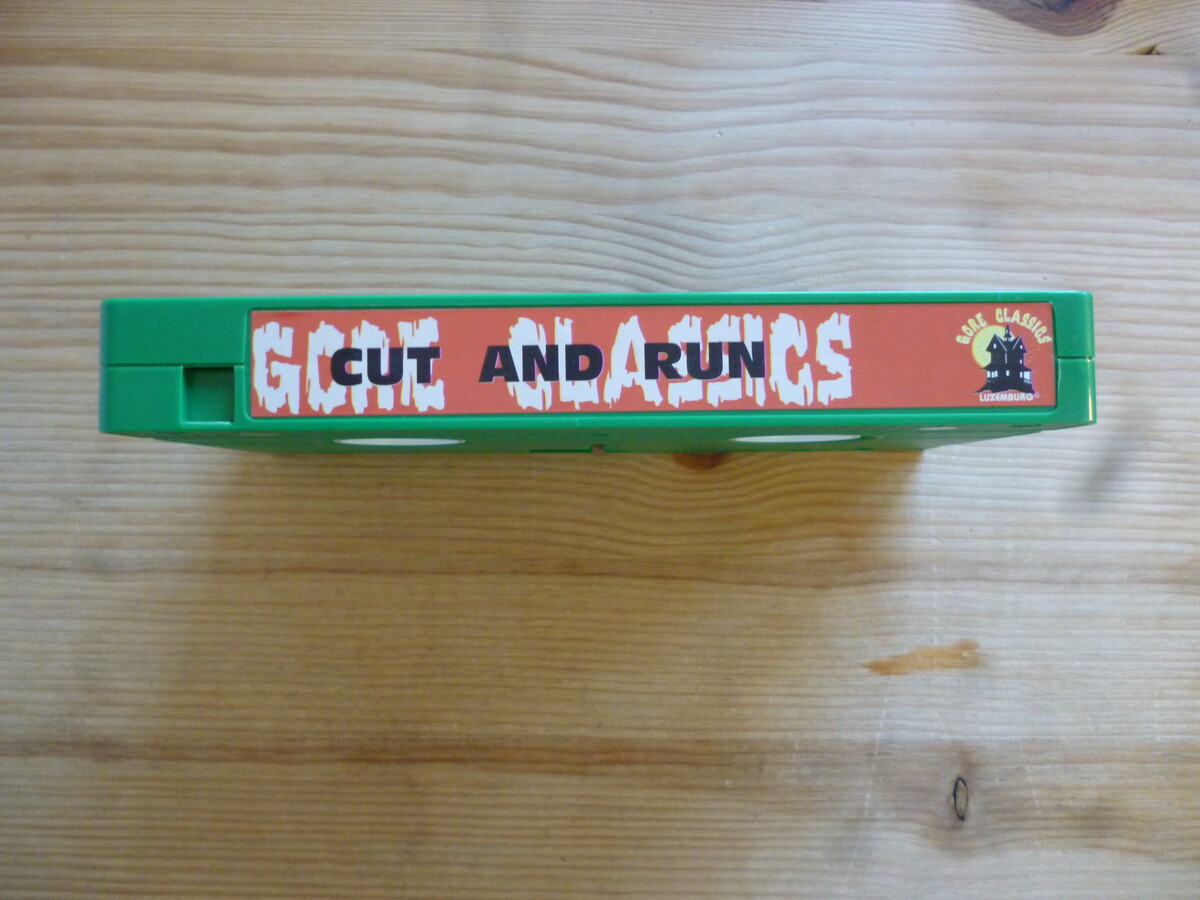 GORE CLASSICS
CUT AND RUN
GORE CLASSICS
LUXEMBURG©